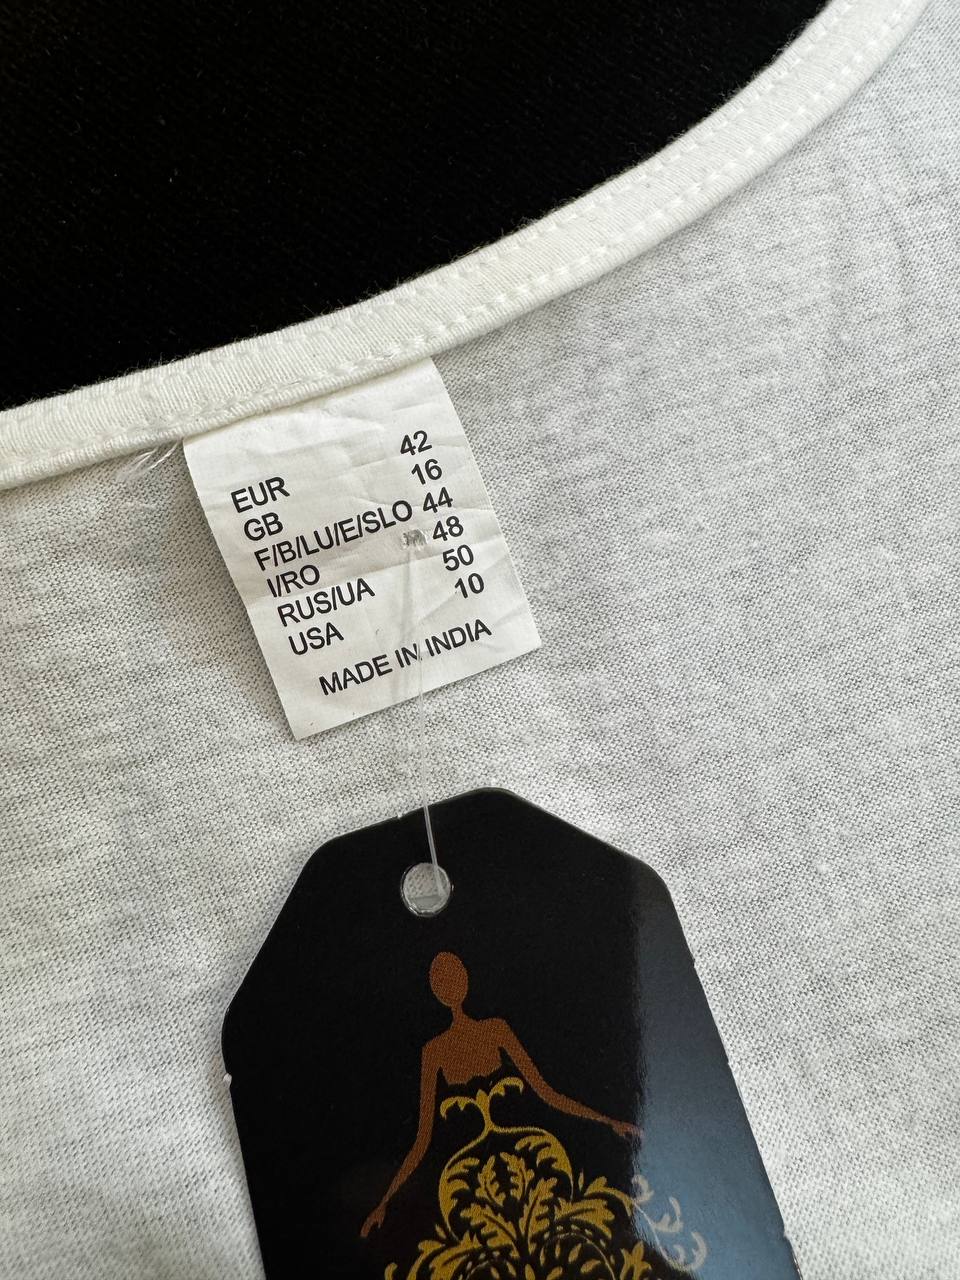 EUR 42
GB 16
F/B/LU/E/SLO 44
I/RO 48
RUS/UA 50
USA 10
MADE IN INDIA